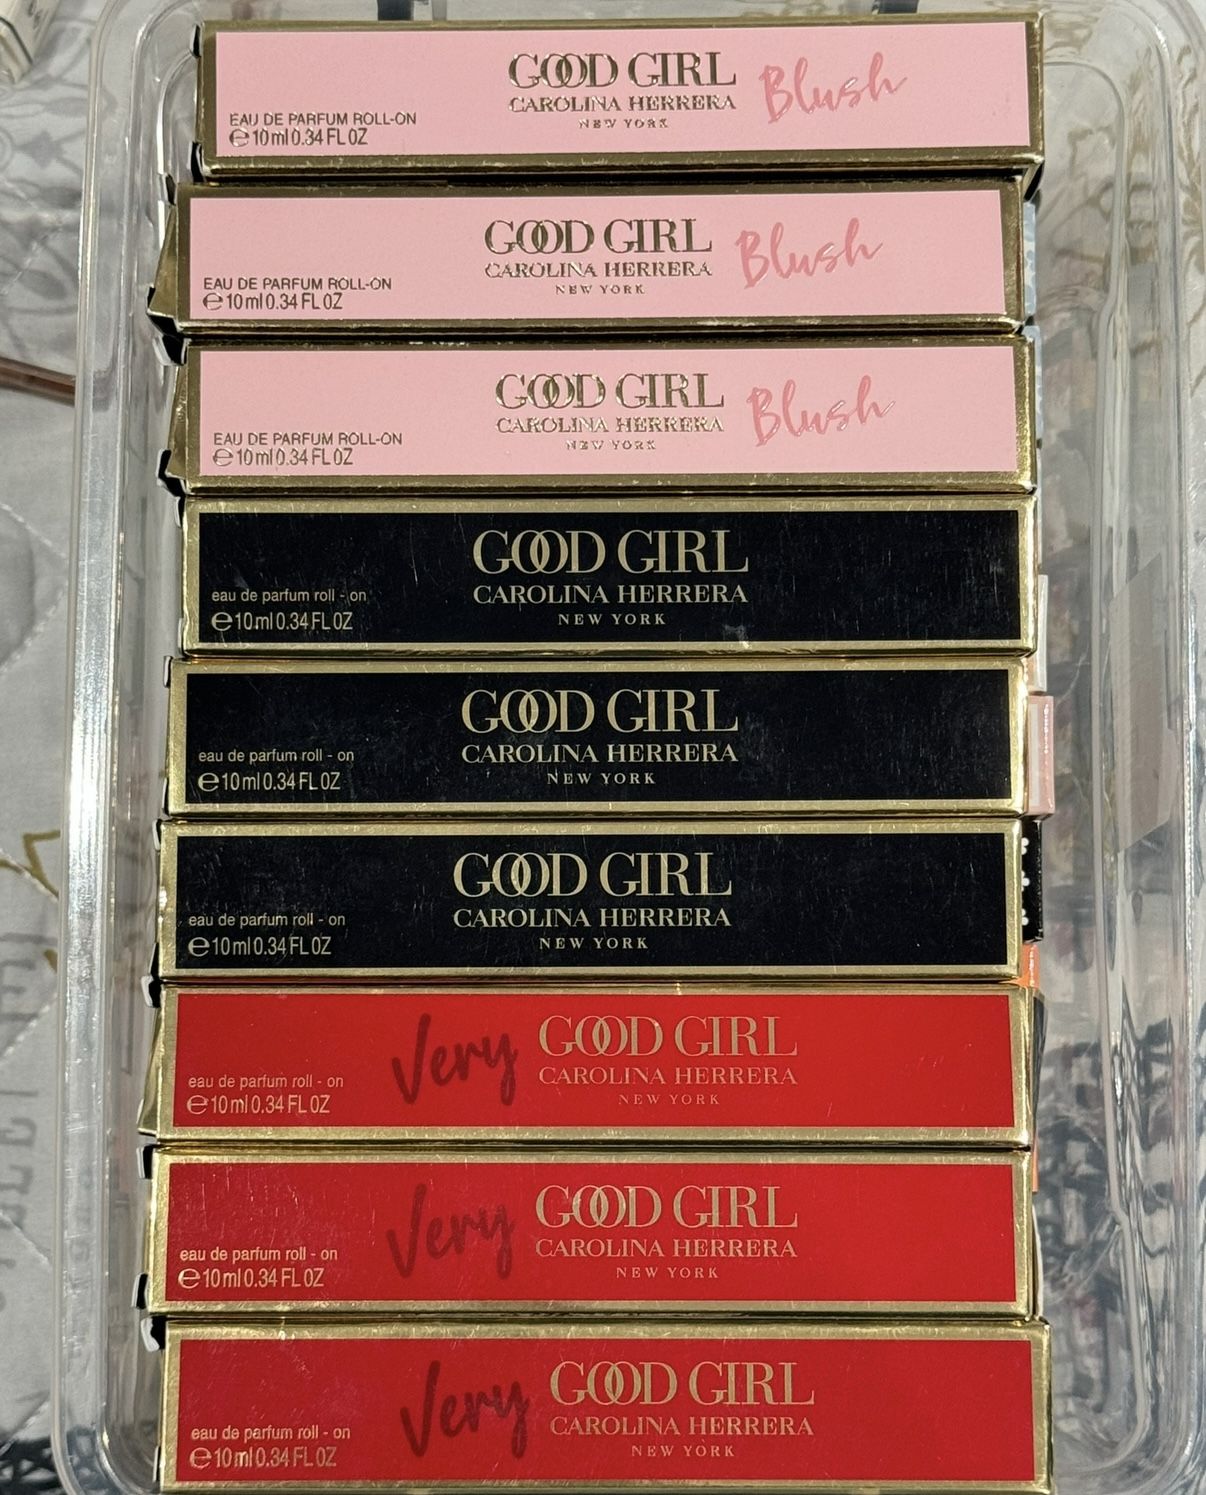 GOOD GIRL Blush
CAROLINA HERRERA
NEW YORK
EAU DE PARFUM ROLL-ON
℮10ml 0.34 FL OZ
GOOD GIRL Blush
CAROLINA HERRERA
NEW YORK
EAU DE PARFUM ROLL-ON
℮10ml 0.34 FL OZ
GOOD GIRL Blush
CAROLINA HERRERA
NEW YORK
EAU DE PARFUM ROLL-ON
℮10ml 0.34 FL OZ
GOOD GIRL
CAROLINA HERRERA
NEW YORK
eau de parfum roll - on
℮10ml 0.34 FL OZ
GOOD GIRL
CAROLINA HERRERA
NEW YORK
eau de parfum roll - on
℮10ml 0.34 FL OZ
GOOD GIRL
CAROLINA HERRERA
NEW YORK
eau de parfum roll - on
℮10ml 0.34 FL OZ
Very GOOD GIRL
CAROLINA HERRERA
NEW YORK
eau de parfum roll - on
℮10ml 0.34 FL OZ
Very GOOD GIRL
CAROLINA HERRERA
NEW YORK
eau de parfum roll - on
℮10ml 0.34 FL OZ
Very GOOD GIRL
CAROLINA HERRERA
NEW YORK
eau de parfum roll - on
℮10ml 0.34 FL OZ